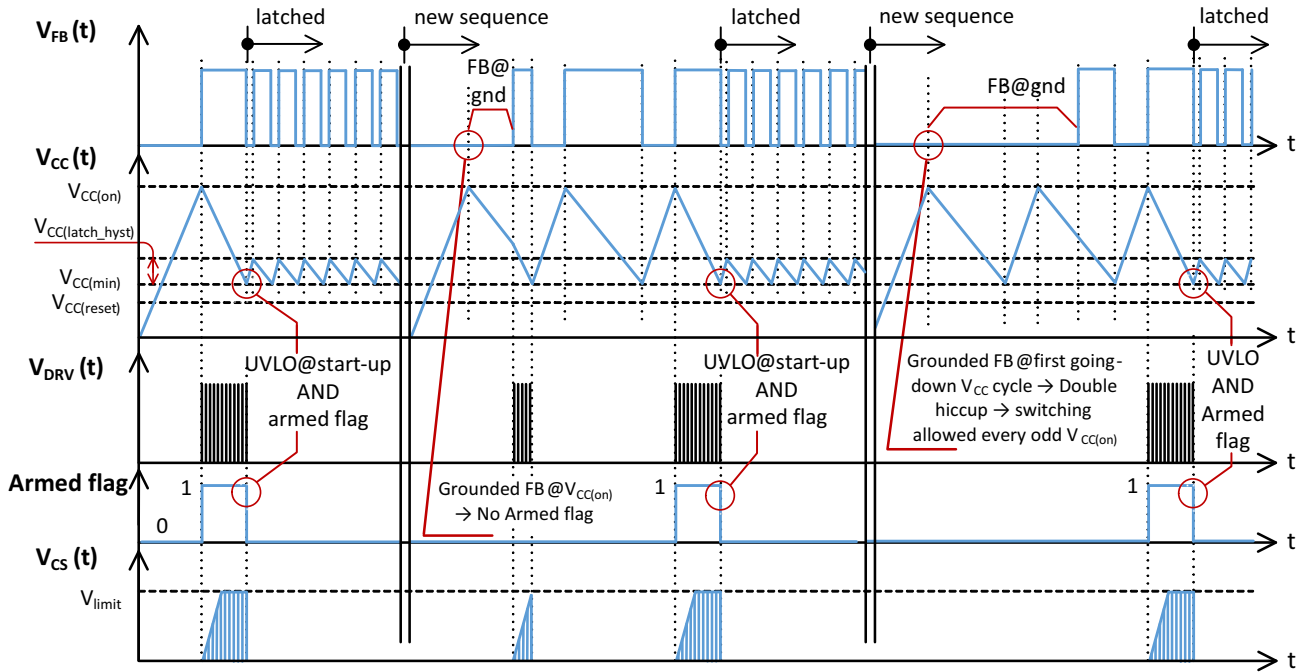 latched
new sequence
latched
new sequence
latched
VFB (t)
FB@
gnd
FB@gnd
t
VCC (t)
VCC(on)
VCC(latch_hyst)
VCC(min)
VCC(reset)
t
VDRV (t)
UVLO@start-up
AND
armed flag
UVLO@start-up
AND
armed flag
Grounded FB@first going-
down VCC cycle → Double
hiccup → switching
allowed every odd VCC(on)
UVLO
AND
Armed
flag
t
Armed flag
1
0
Grounded FB@VCC(on)
→ No Armed flag
1
1
t
VCS (t)
Vlimit
t